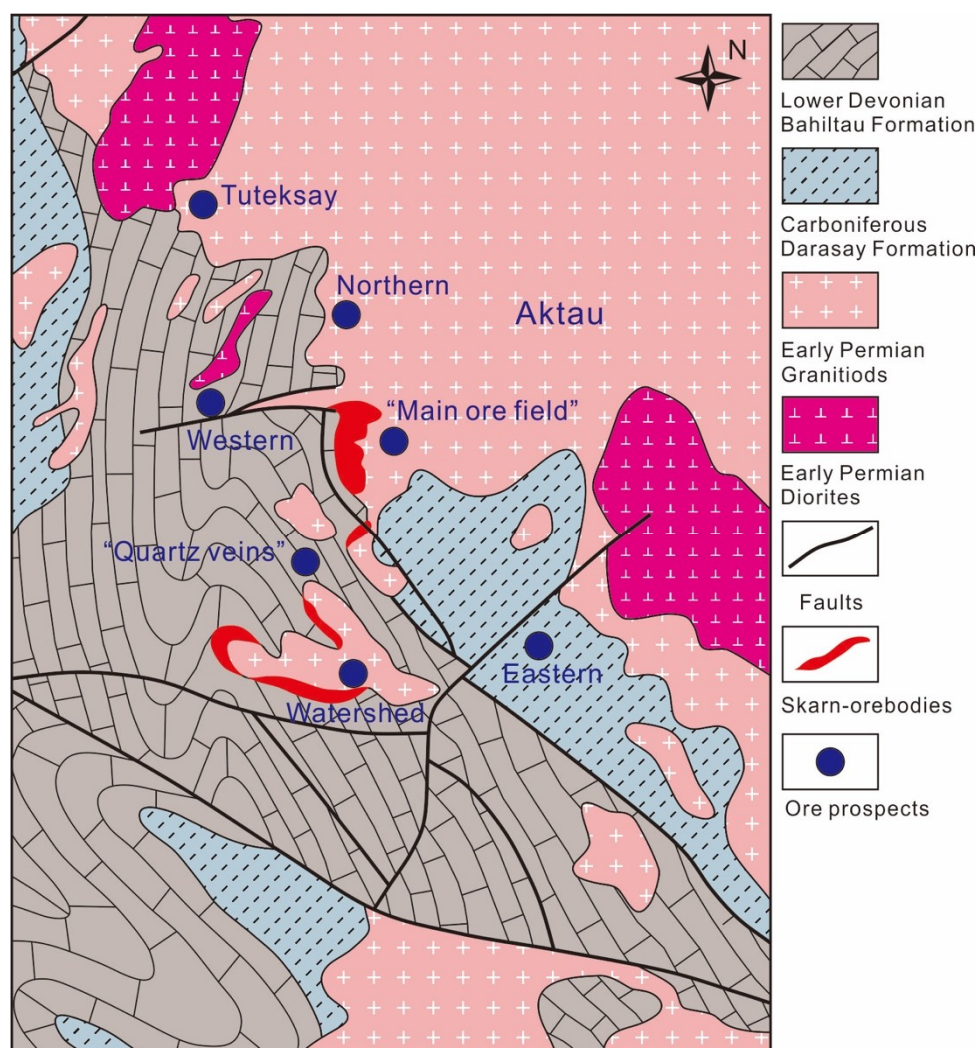 N
Tuteksay
Northern
Aktau
"Main ore field"
Western
"Quartz veins"
Eastern
Watershed
Lower Devonian
Bahiltau Formation
Carboniferous
Darasay Formation
Early Permian
Granitiods
Early Permian
Diorites
Faults
Skarn-orebodies
Ore prospects